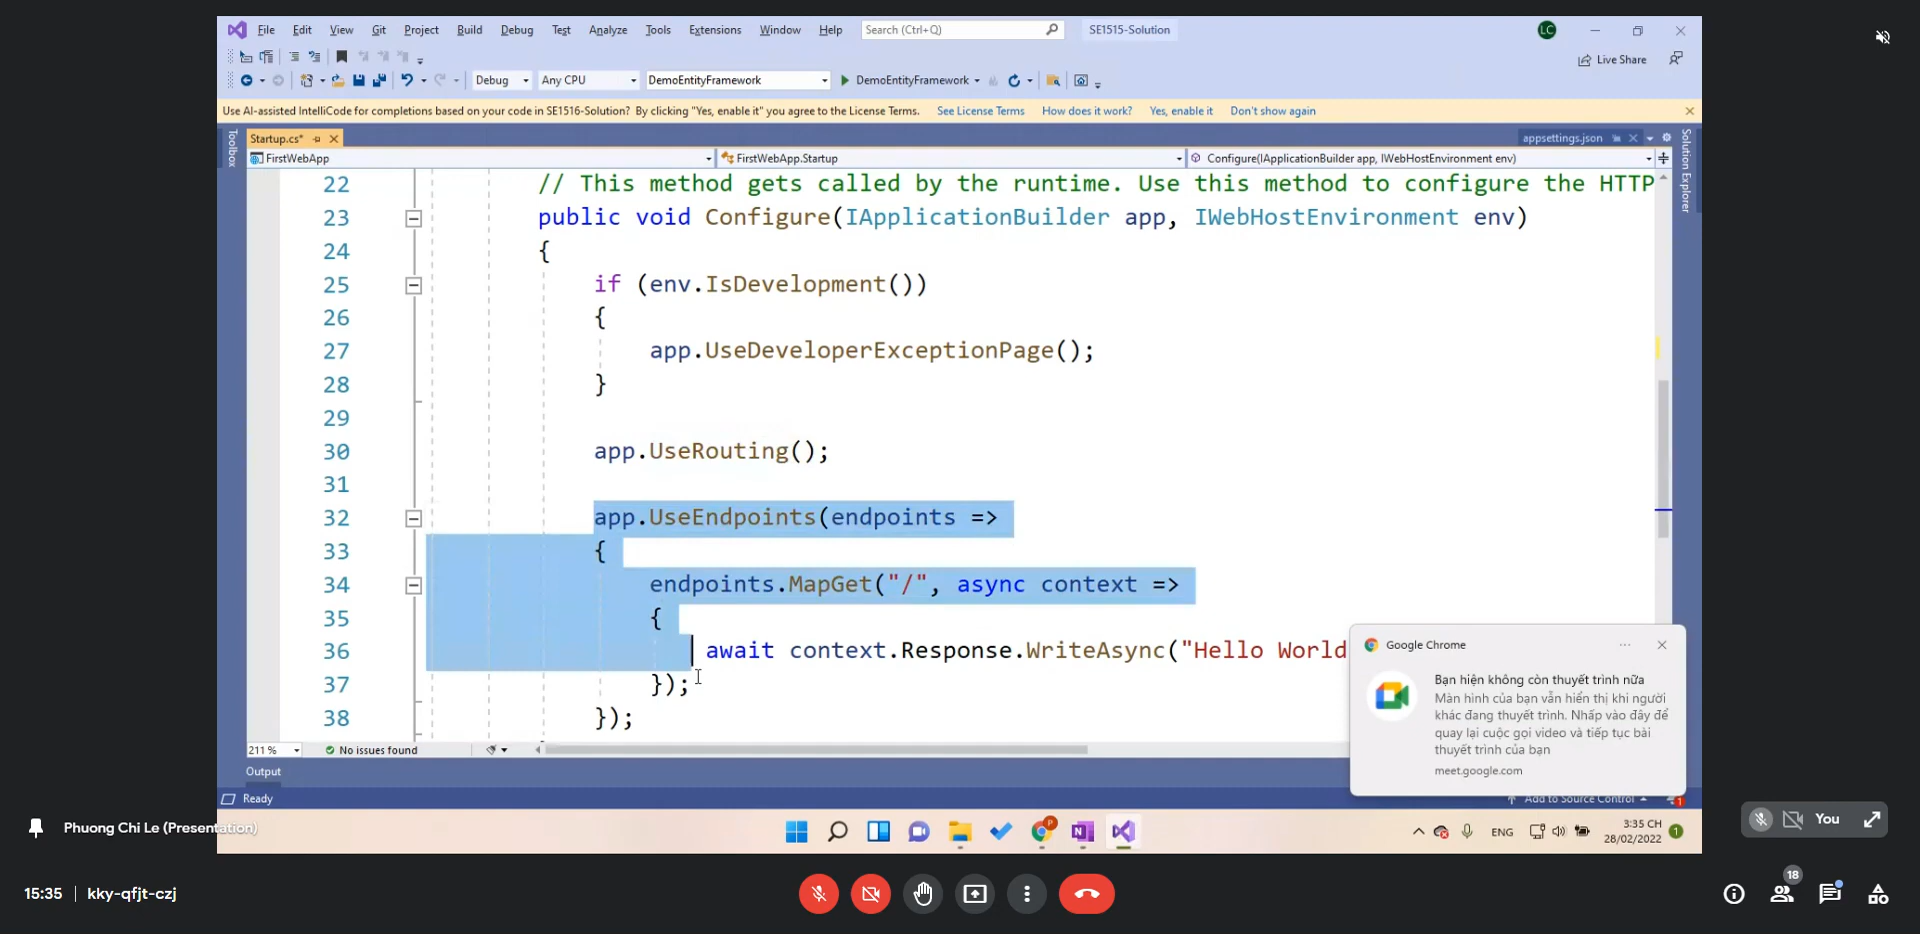 File Edit View Git Project Build Debug Test Analyze Tools Extensions Window Help Search (Ctrl+Q) SE1515-Solution LC
Live Share
Debug Any CPU DemoEntityFramework DemoEntityFramework
Use AI-assisted IntelliCode for completions based on your code in SE1516-Solution? By clicking "Yes, enable it" you agree to the License Terms. See License Terms How does it work? Yes, enable it Don't show again
Toolbox
Startup.cs* appsettings.json
Solution Explorer
FirstWebApp FirstWebApp.Startup Configure(IApplicationBuilder app, IWebHostEnvironment env)
22 // This method gets called by the runtime. Use this method to configure the HTTP
23 public void Configure(IApplicationBuilder app, IWebHostEnvironment env)
24 {
25 if (env.IsDevelopment())
26 {
27 app.UseDeveloperExceptionPage();
28 }
29
30 app.UseRouting();
31
32 app.UseEndpoints(endpoints =>
33 {
34 endpoints.MapGet("/", async context =>
35 {
36 await context.Response.WriteAsync("Hello World
37 });
38 });
211 % No issues found
Output
Ready
Add to Source Control 1
Google Chrome
Bạn hiện không còn thuyết trình nữa
Màn hình của bạn vẫn hiển thị khi người
khác đang thuyết trình. Nhấp vào đây để
quay lại cuộc gọi video và tiếp tục bài
thuyết trình của bạn
meet.google.com
Phuong Chi Le (Presentation)
P
N
ENG
3:35 CH
28/02/2022
1
You
15:35 | kky-qfjt-czj
18